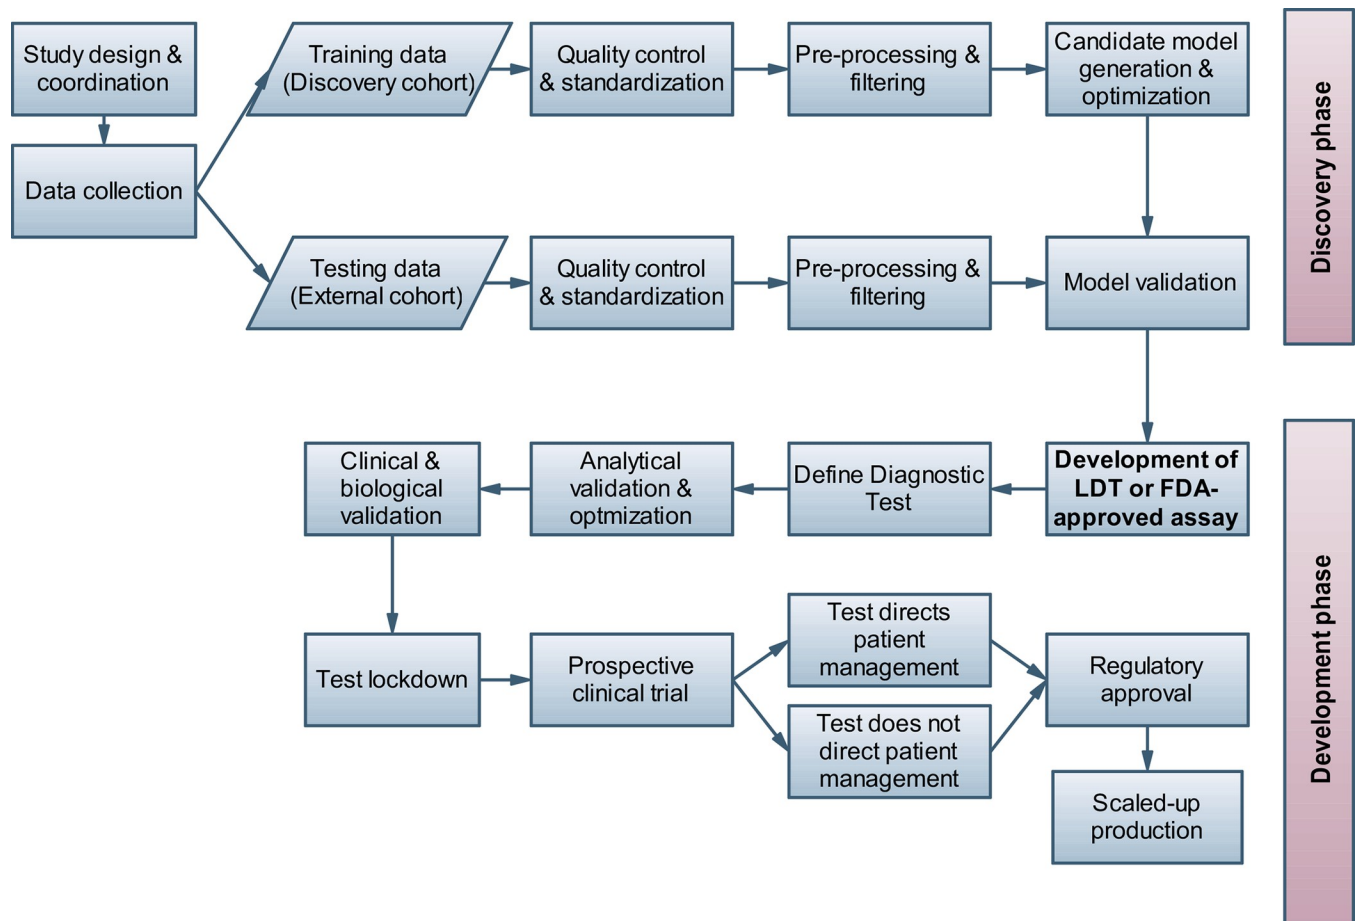 Study design &
coordination
Training data
(Discovery cohort)
Quality control
& standardization
Pre-processing &
filtering
Candidate model
generation &
optimization
Data collection
Testing data
(External cohort)
Quality control
& standardization
Pre-processing &
filtering
Model validation
Discovery phase
Clinical &
biological
validation
Analytical
validation &
optmization
Define Diagnostic
Test
Development of
LDT or FDA-
approved assay
Test lockdown
Prospective
clinical trial
Test directs
patient
management
Test does not
direct patient
management
Regulatory
approval
Scaled-up
production
Development phase